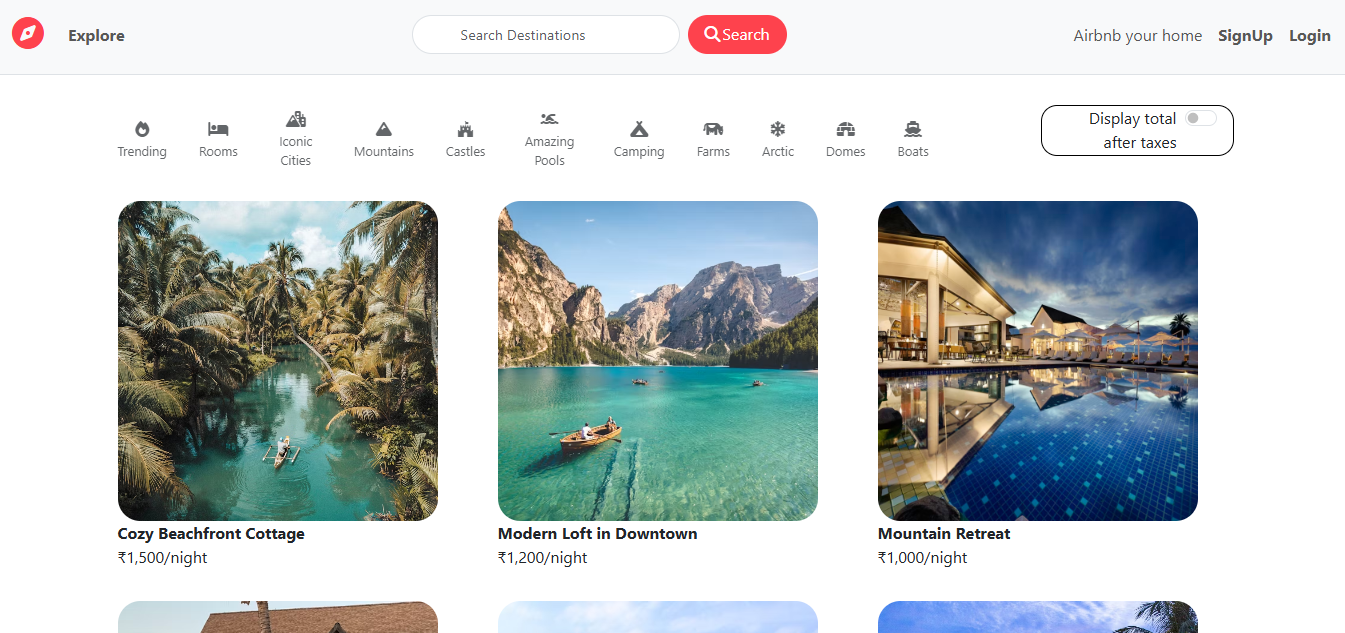 Explore
Search Destinations
Search
Airbnb your home
SignUp
Login
Trending
Rooms
Iconic
Cities
Mountains
Castles
Amazing
Pools
Camping
Farms
Arctic
Domes
Boats
Display total
after taxes
Cozy Beachfront Cottage
₹1,500/night
Modern Loft in Downtown
₹1,200/night
Mountain Retreat
₹1,000/night